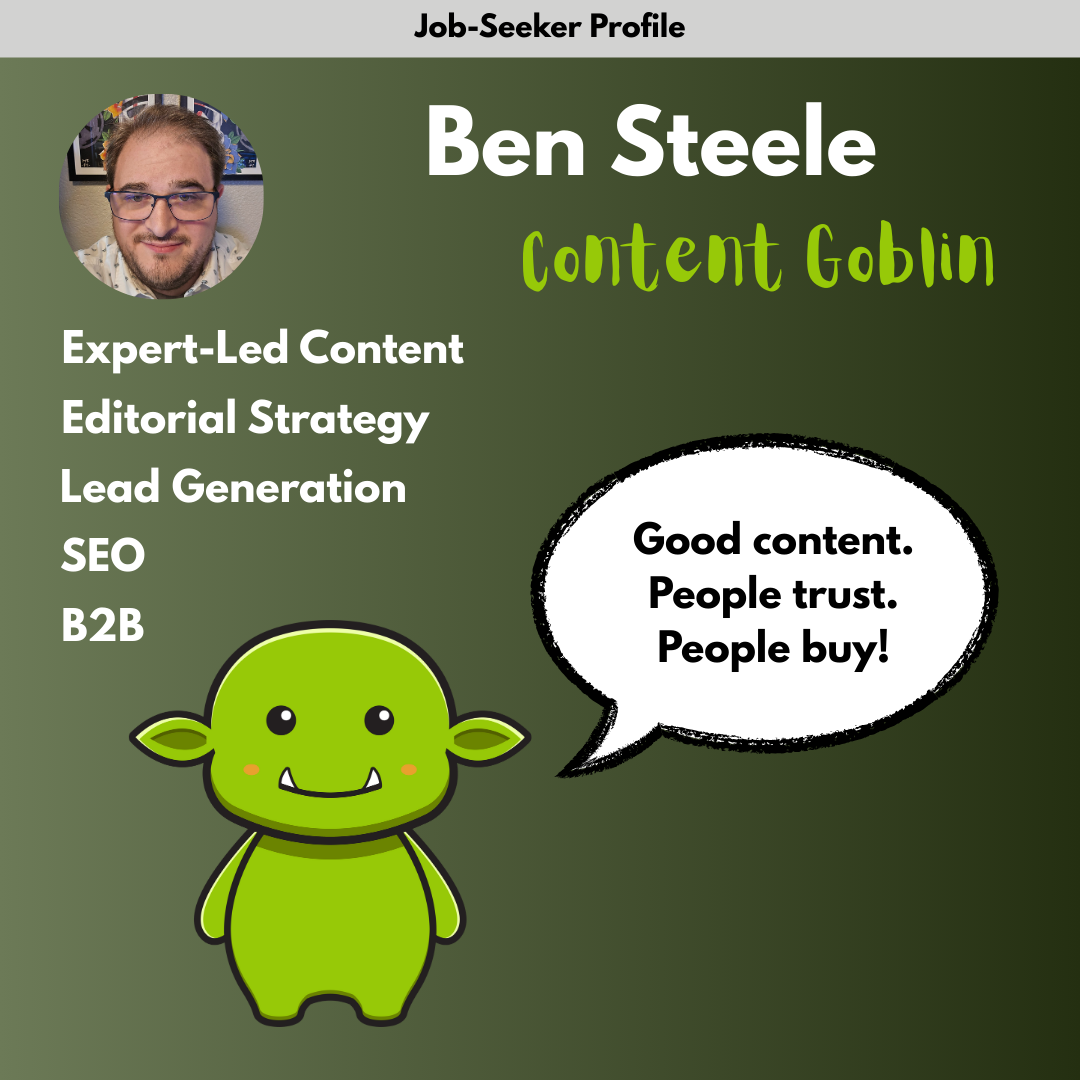 Job-Seeker Profile
Ben Steele
Content Goblin
Expert-Led Content
Editorial Strategy
Lead Generation
SEO
B2B
Good content.
People trust.
People buy!